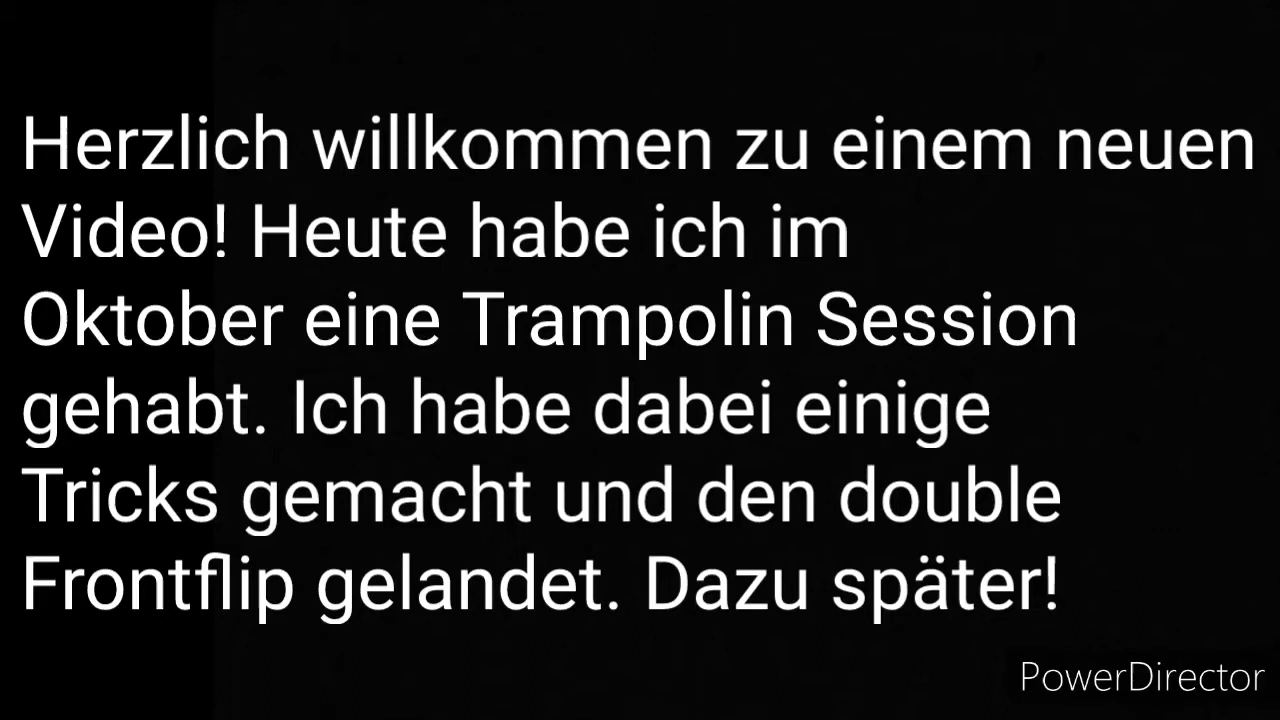 Herzlich willkommen zu einem neuen
Video! Heute habe ich im
Oktober eine Trampolin Session
gehabt. Ich habe dabei einige
Tricks gemacht und den double
Frontflip gelandet. Dazu später!
PowerDirector